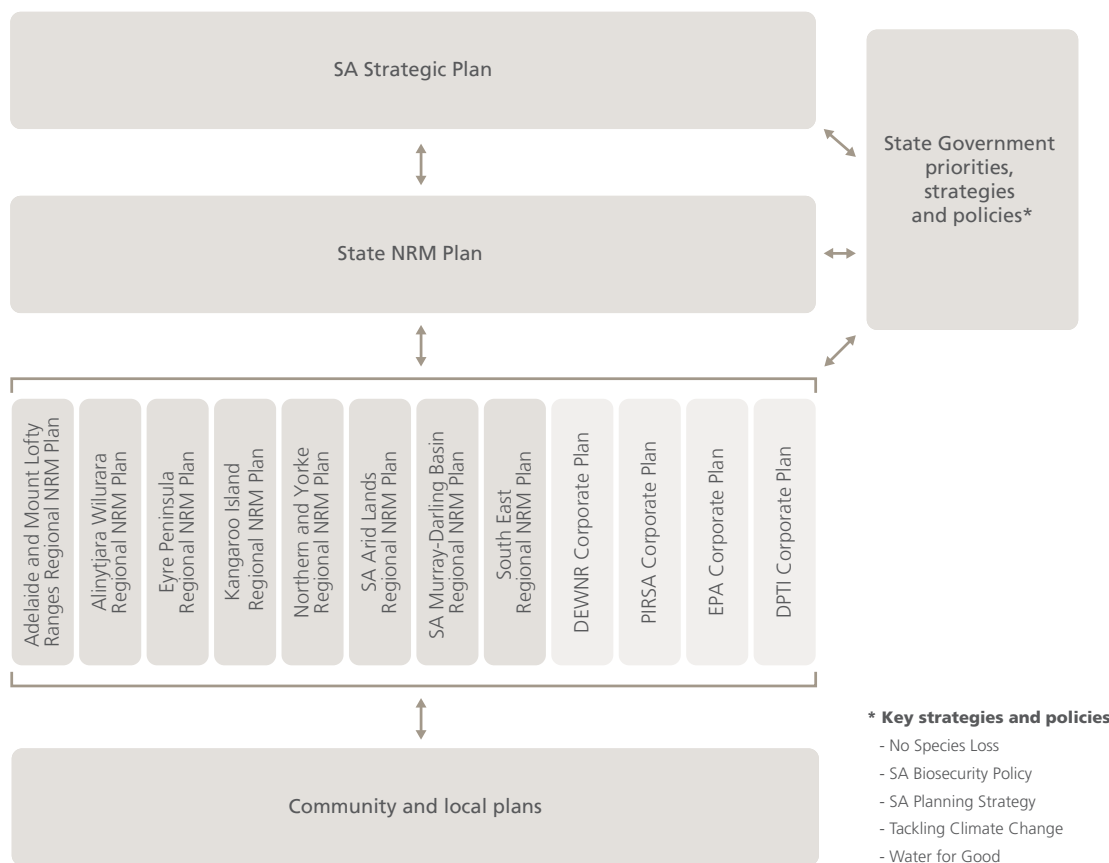 SA Strategic Plan
State Government
priorities,
strategies
and policies*
State NRM Plan
Adelaide and Mount Lofty
Ranges Regional NRM Plan
Alinytjara Wilurara
Regional NRM Plan
Eyre Peninsula
Regional NRM Plan
Kangaroo Island
Regional NRM Plan
Northern and Yorke
Regional NRM Plan
SA Arid Lands
Regional NRM Plan
SA Murray-Darling Basin
Regional NRM Plan
South East
Regional NRM Plan
DEWNR Corporate Plan
PIRSA Corporate Plan
EPA Corporate Plan
DPTI Corporate Plan
Community and local plans
* Key strategies and policies
- No Species Loss
- SA Biosecurity Policy
- SA Planning Strategy
- Tackling Climate Change
- Water for Good